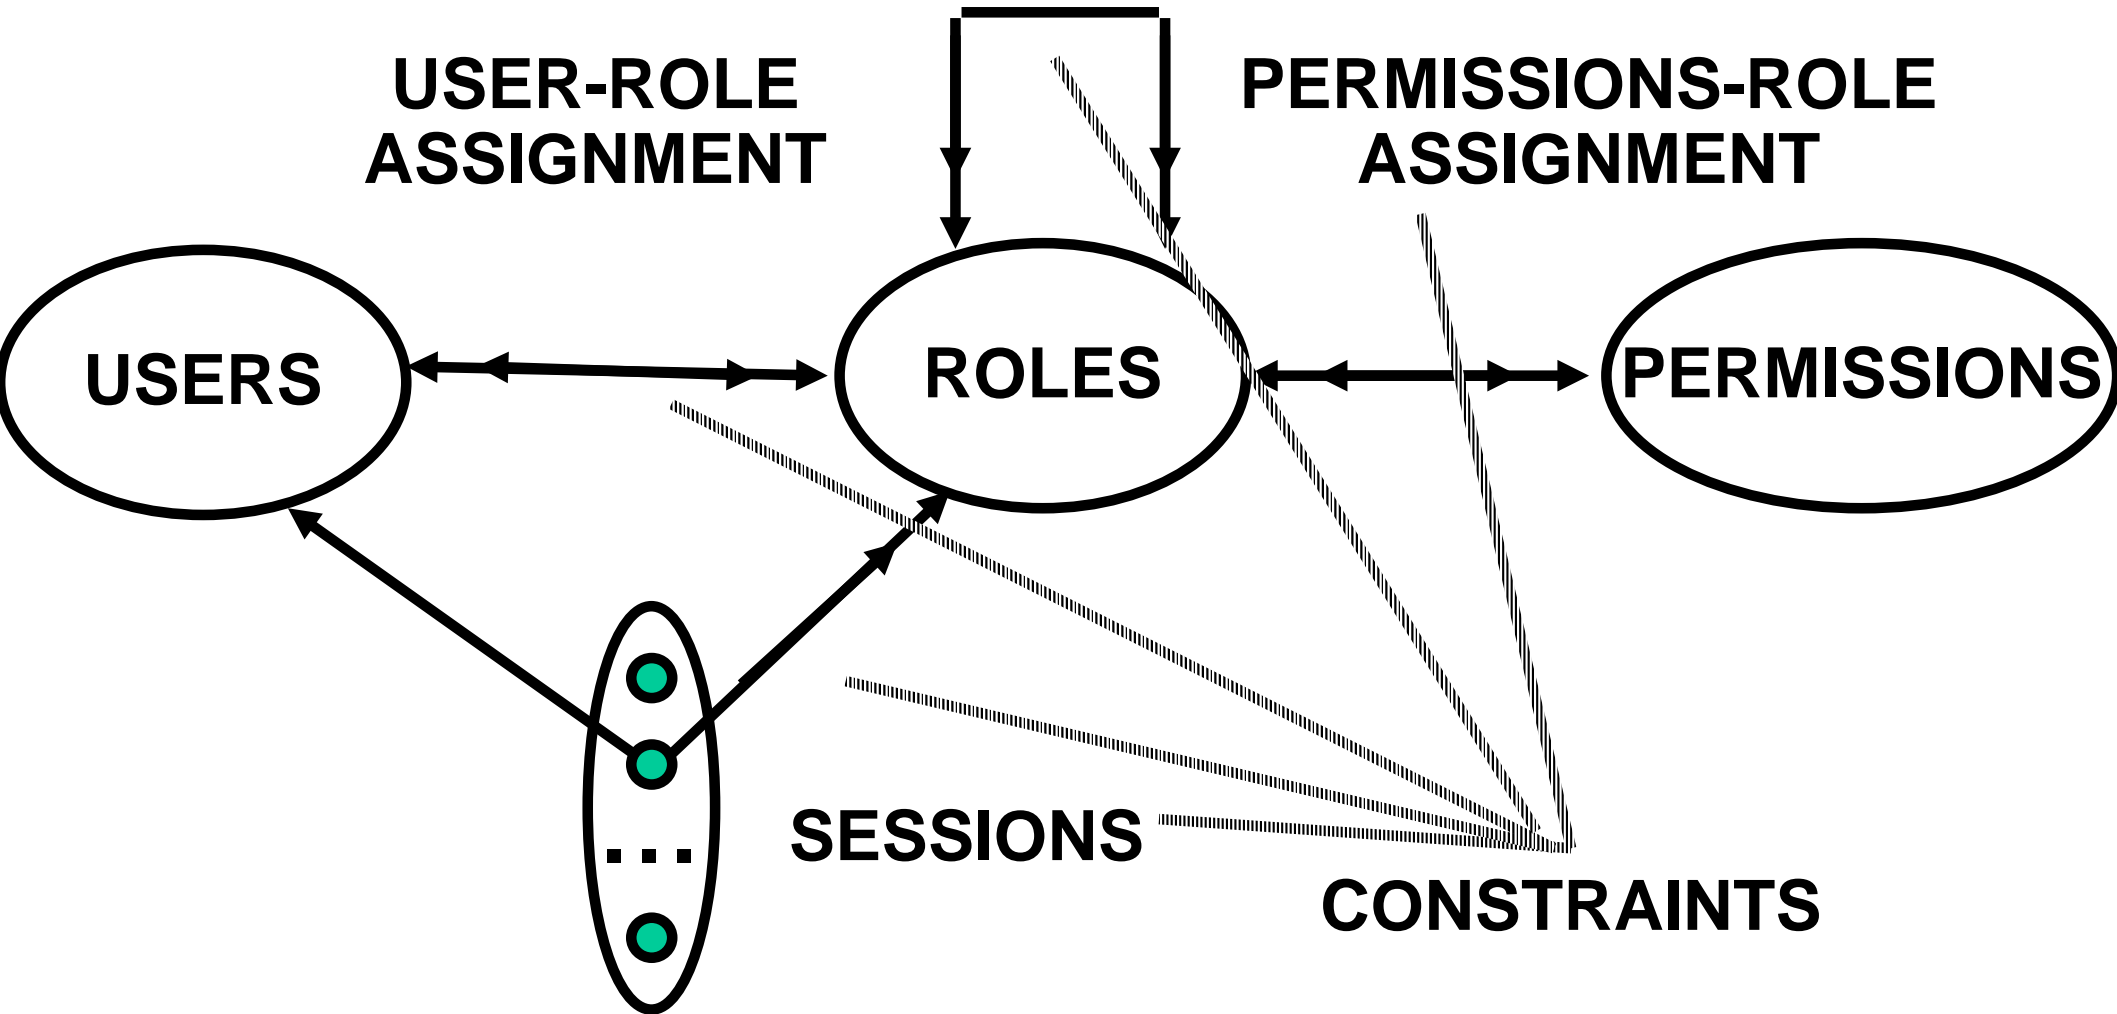 USER-ROLE
ASSIGNMENT
PERMISSIONS-ROLE
ASSIGNMENT
USERS
ROLES
PERMISSIONS
SESSIONS
...
CONSTRAINTS